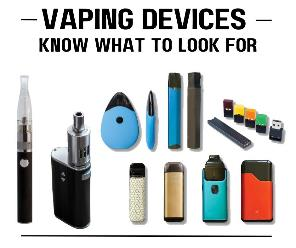 VAPING DEVICES
KNOW WHAT TO LOOK FOR